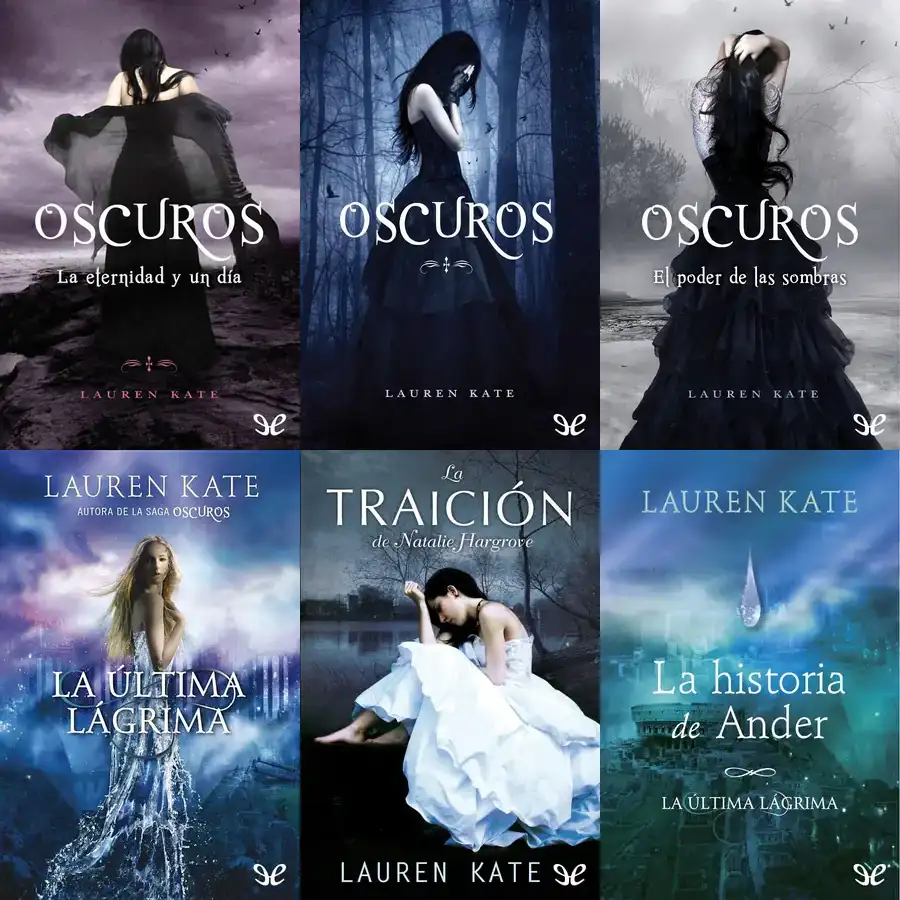 OSCUROS
La eternidad y un día
LAUREN KATE
OSCUROS
LAUREN KATE
OSCUROS
El poder de las sombras
LAUREN KATE
LAUREN KATE
AUTORA DE LA SAGA OSCUROS
LA ÚLTIMA
LÁGRIMA
La
TRAICIÓN
de Natalie Hargrove
LAUREN KATE
LAUREN KATE
La historia
de Ander
LA ÚLTIMA LÁGRIMA